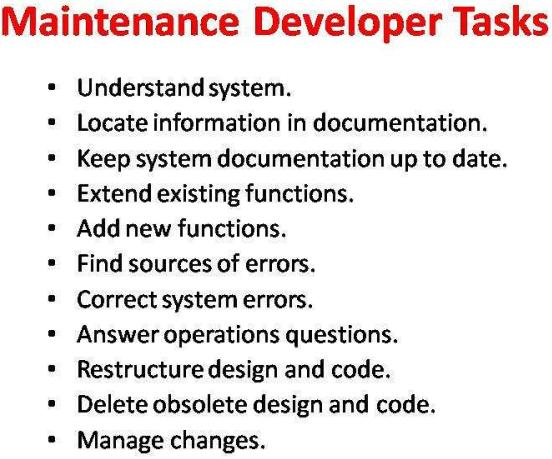 Maintenance Developer Tasks
• Understand system.
• Locate information in documentation.
• Keep system documentation up to date.
• Extend existing functions.
• Add new functions.
• Find sources of errors.
• Correct system errors.
• Answer operations questions.
• Restructure design and code.
• Delete obsolete design and code.
• Manage changes.